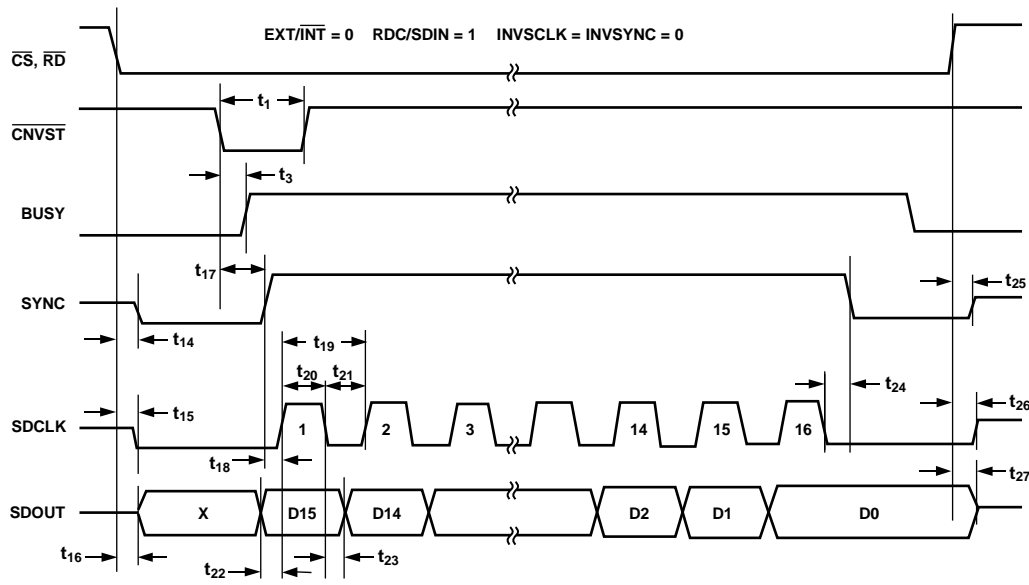 EXT/INT = 0 RDC/SDIN = 1 INVSCLK = INVSYNC = 0
CS, RD
t1
CNVST
t3
BUSY
t17
SYNC
t25
t14
t19
t20 t21
t24
t15
t26
SDCLK
1 2 3 14 15 16
t18
t27
SDOUT
X D15 D14 D2 D1 D0
t16
t22
t23